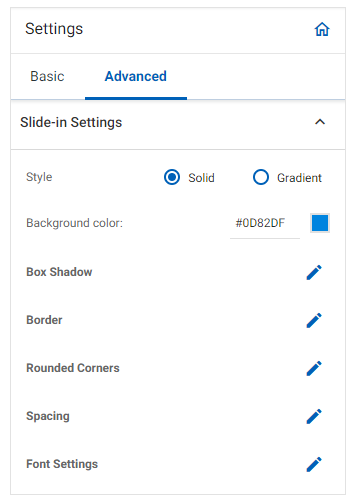 Settings
Basic Advanced
Slide-in Settings
Style Solid Gradient
Background color: #0D82DF
Box Shadow
Border
Rounded Corners
Spacing
Font Settings